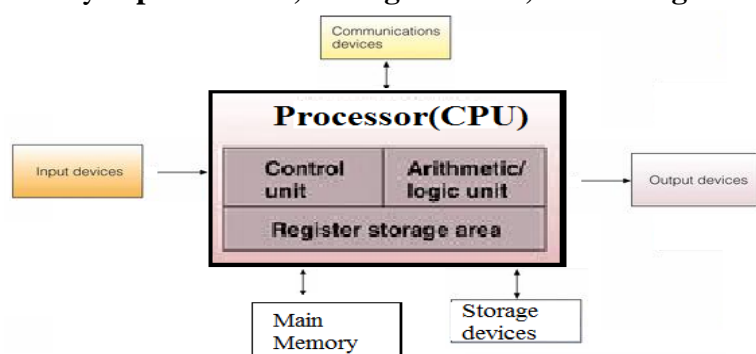 Communications
devices
Processor(CPU)
Input devices
Control
unit
Arithmetic/
logic unit
Output devices
Register storage area
Main
Memory
Storage
devices